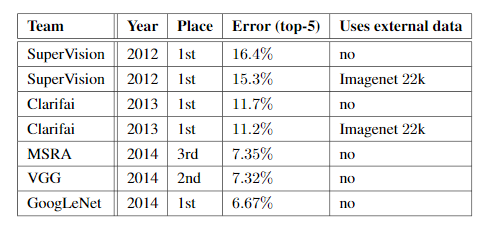 Team Year Place Error (top-5) Uses external data
SuperVision 2012 1st 16.4% no
SuperVision 2012 1st 15.3% Imagenet 22k
Clarifai 2013 1st 11.7% no
Clarifai 2013 1st 11.2% Imagenet 22k
MSRA 2014 3rd 7.35% no
VGG 2014 2nd 7.32% no
GoogLeNet 2014 1st 6.67% no